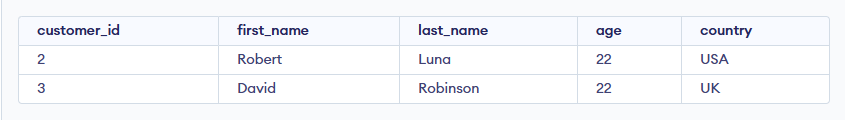 customer_id first_name last_name age country
2 Robert Luna 22 USA
3 David Robinson 22 UK